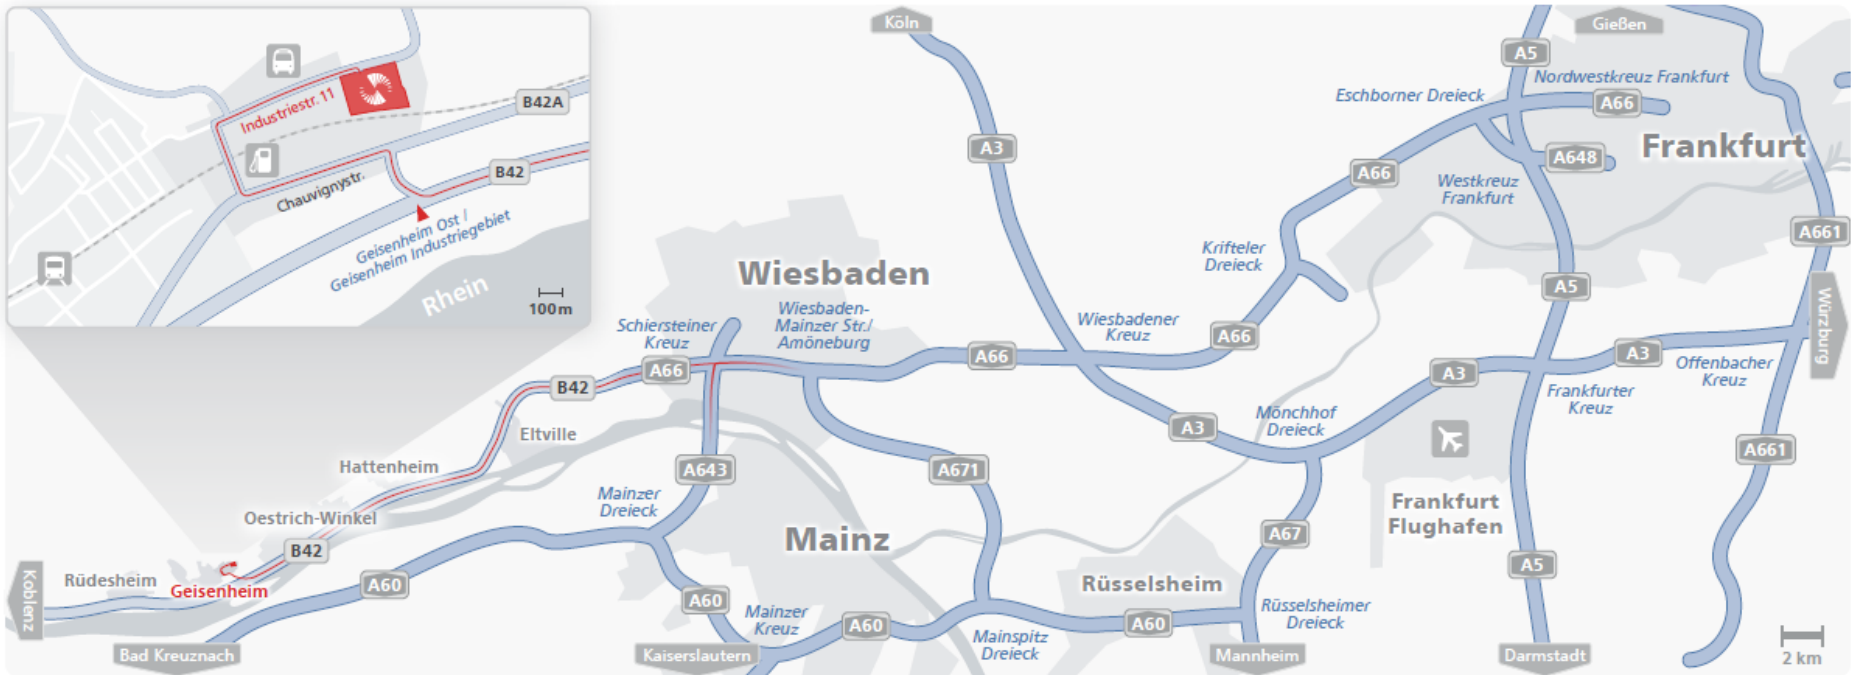 Industriestr. 11
B42A
B42
Chauvignystr.
Geisenheim Ost /
Geisenheim Industriegebiet
Rhein
100m
Köln
Gießen
A5
Nordwestkreuz Frankfurt
Eschborner Dreieck
A66
Frankfurt
A3
A648
A66
Westkreuz
Frankfurt
A661
Krifteler
Dreieck
Wiesbaden
A5
Würzburg
Wiesbaden-
Mainzer Str./
Amöneburg
Schiersteiner
Kreuz
Wiesbadener
Kreuz
A66
A66
A66
B42
A3
A3
Offenbacher
Kreuz
Frankfurter
Kreuz
Mönchhof
Dreieck
A3
Eltville
A661
Hattenheim
A643
A671
Mainzer
Dreieck
Frankfurt
Flughafen
Oestrich-Winkel
Mainz
A67
B42
A5
Rüdesheim
Geisenheim
Koblenz
A60
A60
Rüsselsheim
Mainzer
Kreuz
A60
A60
Rüsselsheimer
Dreieck
Mainspitz
Dreieck
Bad Kreuznach
Kaiserslautern
Mannheim
Darmstadt
2 km